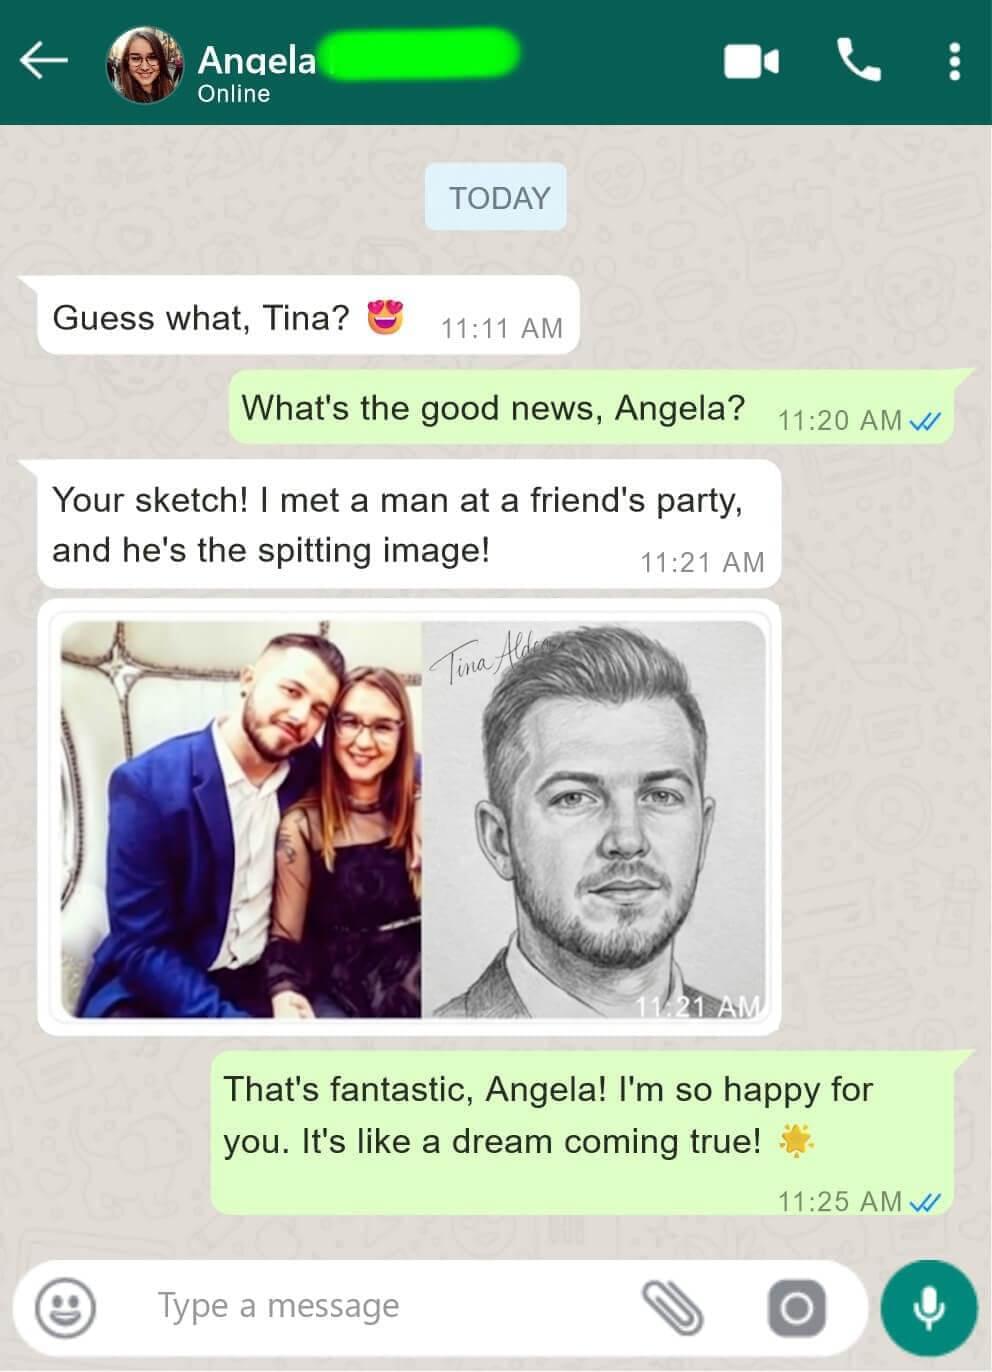 Angela
Online
TODAY
Guess what, Tina? 😍 11:11 AM
What's the good news, Angela? 11:20 AM
Your sketch! I met a man at a friend's party,
and he's the spitting image! 11:21 AM
Tina
11:21 AM
That's fantastic, Angela! I'm so happy for
you. It's like a dream coming true! 🌟
11:25 AM
Type a message